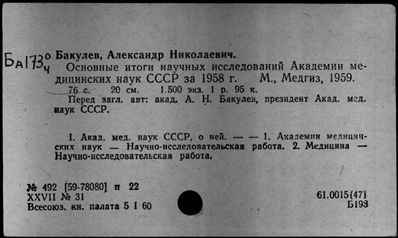 Ба173о
ч
Бакулев, Александр Николаевич.
Основные итоги научных исследований Академии ме-
дицинских наук СССР за 1958 г. М., Медгиз, 1959.
76 с. 20 см. 1.500 экз. 1 р. 95 к.
Перед загл. авт: акад. А. Н. Бакулев, президент Акад. мед.
наук СССР.
1. Акад. мед. наук СССР, о ней. — — 1. Академии медицин-
ских наук — Научно-исследовательская работа. 2. Медицина —
Научно-исследовательская работа.
№ 492 [59-78080] п 22
XXVII № 31
Всесоюз. кн. палата 5 I 60
61.0015(47)
Б193